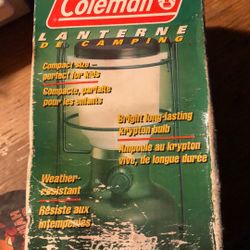 Coleman
LANTERNE
DE CAMPING
Compact size –
perfect for kids
Compacte, parfaite
pour les enfants
Bright long-lasting
krypton bulb
Ampoule au krypton
vive, de longue durée
Weather-
resistant
Résiste aux
intempéries